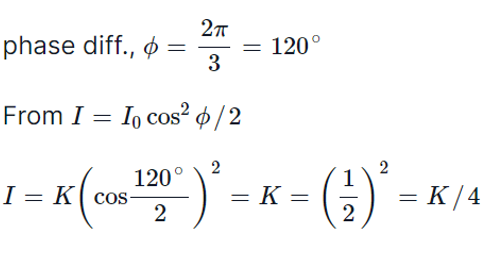 phase diff., ϕ = 2π/3 = 120°
From I = I₀ cos² ϕ/2
I = K(cos 120°/2)² = K = (1/2)² = K/4